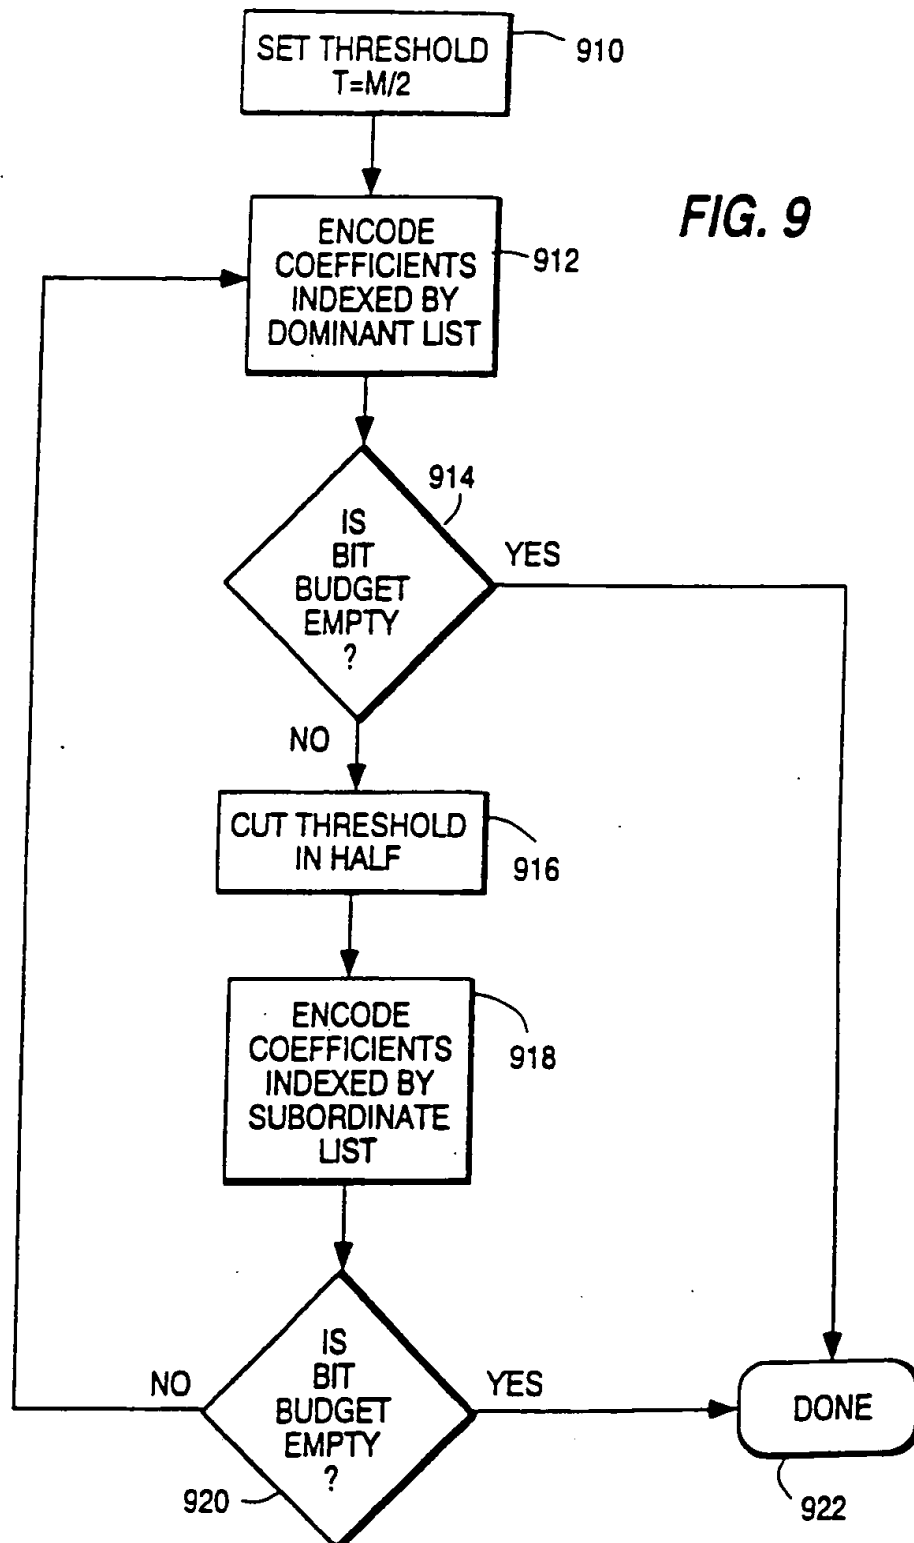 SET THRESHOLD
T=M/2
910
FIG. 9
ENCODE
COEFFICIENTS
INDEXED BY
DOMINANT LIST
912
914
IS
BIT
BUDGET
EMPTY
?
YES
NO
CUT THRESHOLD
IN HALF
916
ENCODE
COEFFICIENTS
INDEXED BY
SUBORDINATE
LIST
918
NO
IS
BIT
BUDGET
EMPTY
?
YES
DONE
920
922